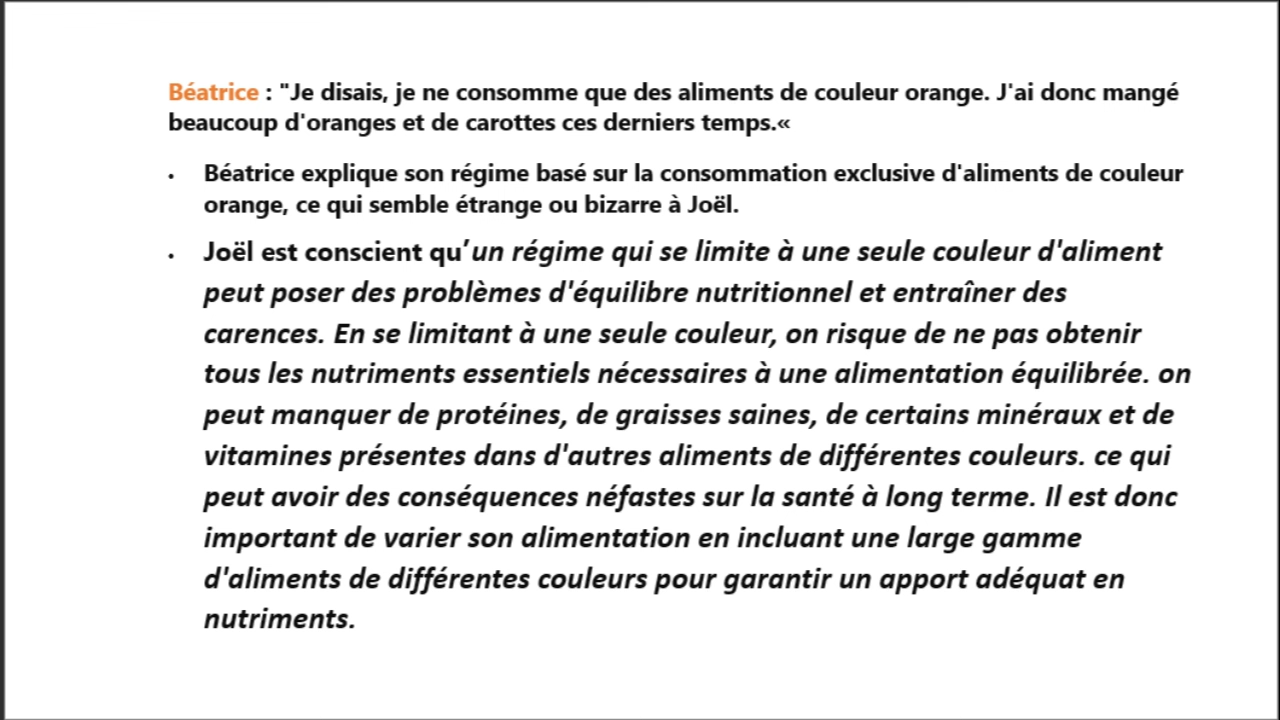 Béatrice : "Je disais, je ne consomme que des aliments de couleur orange. J'ai donc mangé
beaucoup d'oranges et de carottes ces derniers temps.«
• Béatrice explique son régime basé sur la consommation exclusive d'aliments de couleur
orange, ce qui semble étrange ou bizarre à Joël.
• Joël est conscient qu’un régime qui se limite à une seule couleur d'aliment
peut poser des problèmes d'équilibre nutritionnel et entraîner des
carences. En se limitant à une seule couleur, on risque de ne pas obtenir
tous les nutriments essentiels nécessaires à une alimentation équilibrée. on
peut manquer de protéines, de graisses saines, de certains minéraux et de
vitamines présentes dans d'autres aliments de différentes couleurs. ce qui
peut avoir des conséquences néfastes sur la santé à long terme. Il est donc
important de varier son alimentation en incluant une large gamme
d'aliments de différentes couleurs pour garantir un apport adéquat en
nutriments.